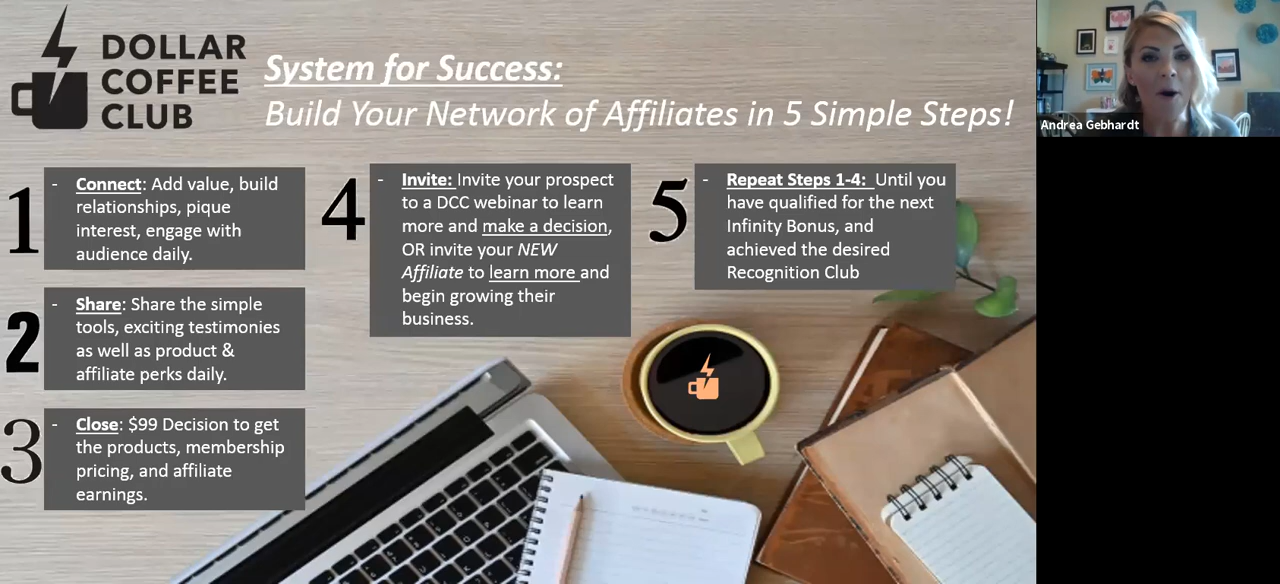 DOLLAR
COFFEE
CLUB
System for Success:
Build Your Network of Affiliates in 5 Simple Steps!
Andrea Gebhardt
1
- Connect: Add value, build
relationships, pique
interest, engage with
audience daily.
2
- Share: Share the simple
tools, exciting testimonies
as well as product &
affiliate perks daily.
3
- Close: $99 Decision to get
the products, membership
pricing, and affiliate
earnings.
4
- Invite: Invite your prospect
to a DCC webinar to learn
more and make a decision,
OR invite your NEW
Affiliate to learn more and
begin growing their
business.
5
- Repeat Steps 1-4: Until you
have qualified for the next
Infinity Bonus, and
achieved the desired
Recognition Club